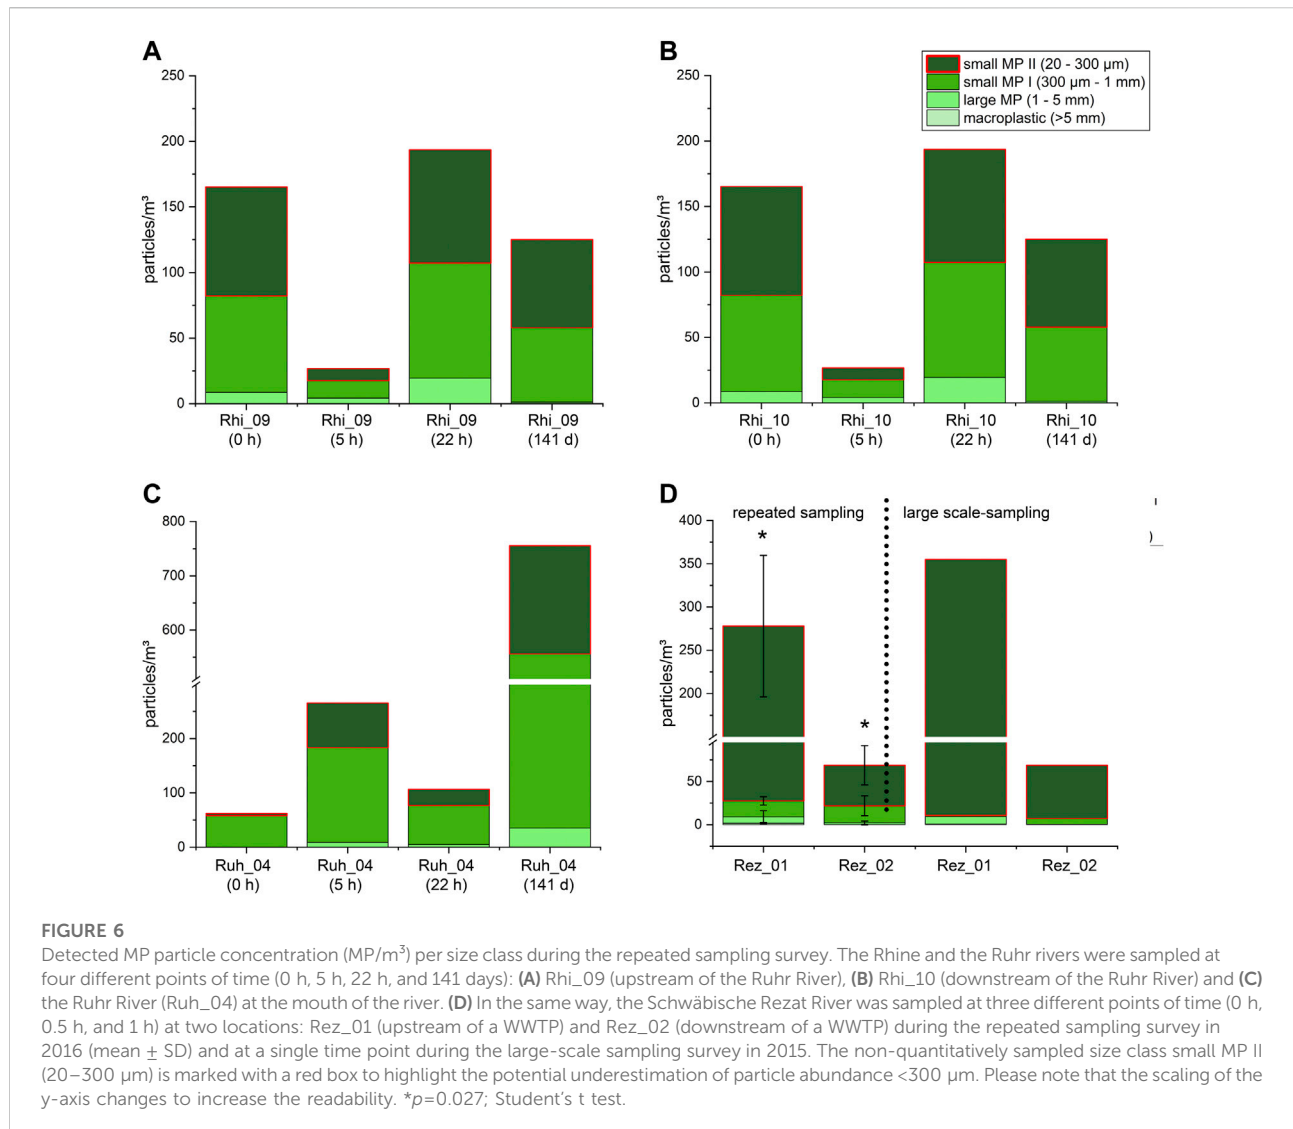 A
250
200
150
100
50
0
particles/m³
Rhi_09 Rhi_09 Rhi_09 Rhi_09
(0 h) (5 h) (22 h) (141 d)
B
small MP II (20 - 300 µm)
small MP I (300 µm - 1 mm)
large MP (1 - 5 mm)
macroplastic (>5 mm)
250
200
150
100
50
0
particles/m³
Rhi_10 Rhi_10 Rhi_10 Rhi_10
(0 h) (5 h) (22 h) (141 d)
C
800
700
600
200
100
0
particles/m³
Ruh_04 Ruh_04 Ruh_04 Ruh_04
(0 h) (5 h) (22 h) (141 d)
D
repeated sampling large scale-sampling
400
350
300
250
200
50
0
particles/m³
*
*
Rez_01 Rez_02 Rez_01 Rez_02
)
FIGURE 6
Detected MP particle concentration (MP/m³) per size class during the repeated sampling survey. The Rhine and the Ruhr rivers were sampled at
four different points of time (0 h, 5 h, 22 h, and 141 days): (A) Rhi_09 (upstream of the Ruhr River), (B) Rhi_10 (downstream of the Ruhr River) and (C)
the Ruhr River (Ruh_04) at the mouth of the river. (D) In the same way, the Schwäbische Rezat River was sampled at three different points of time (0 h,
0.5 h, and 1 h) at two locations: Rez_01 (upstream of a WWTP) and Rez_02 (downstream of a WWTP) during the repeated sampling survey in
2016 (mean ± SD) and at a single time point during the large-scale sampling survey in 2015. The non-quantitatively sampled size class small MP II
(20–300 µm) is marked with a red box to highlight the potential underestimation of particle abundance <300 µm. Please note that the scaling of the
y-axis changes to increase the readability. *p=0.027; Student's t test.